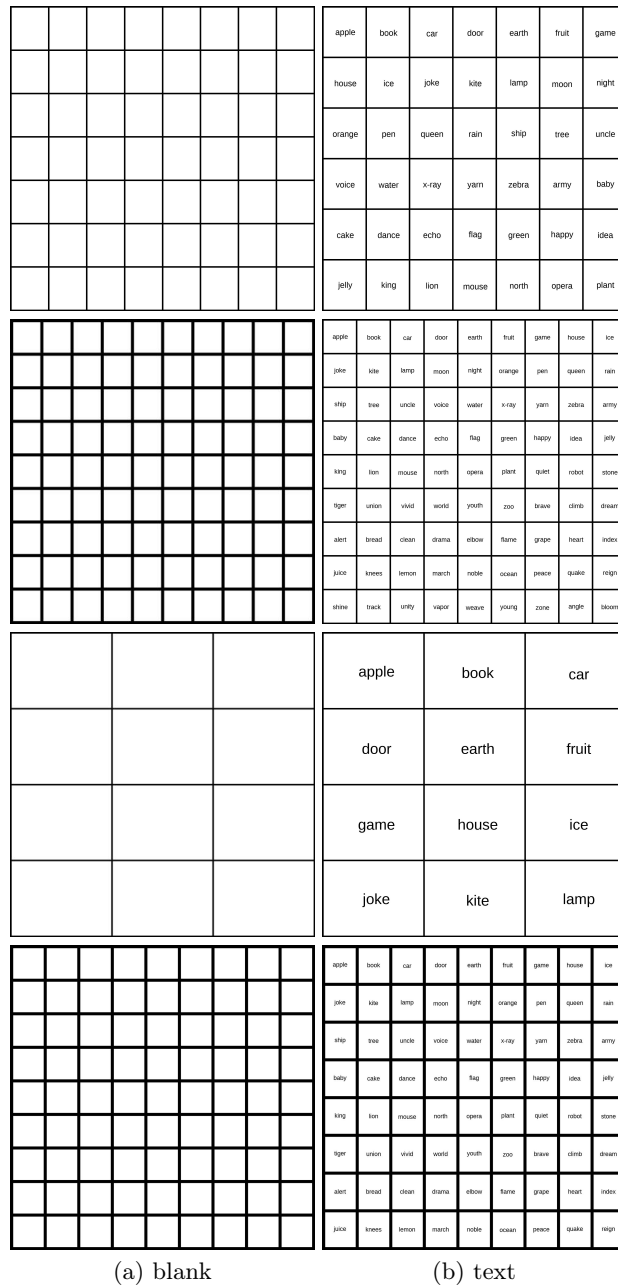 apple book car door earth fruit game
house ice joke kite lamp moon night
orange pen queen rain ship tree uncle
voice water x-ray yarn zebra army baby
cake dance echo flag green happy idea
jelly king lion mouse north opera plant
apple book car door earth fruit game house ice
joke kite lamp moon night orange pen queen rain
ship tree uncle voice water x-ray yarn zebra army
baby cake dance echo flag green happy idea jelly
king lion mouse north opera plant quiet robot stone
tiger union vivid world youth zoo brave climb dream
alert bread clean drama elbow flame grape heart index
juice knees lemon march noble ocean peace quake reign
shine track unity vapor weave young zone angle bloom
apple book car
door earth fruit
game house ice
joke kite lamp
apple book car door earth fruit game house ice
joke kite lamp moon night orange pen queen rain
ship tree uncle voice water x-ray yarn zebra army
baby cake dance echo flag green happy idea jelly
king lion mouse north opera plant quiet robot stone
tiger union vivid world youth zoo brave climb dream
alert bread clean drama elbow flame grape heart index
juice knees lemon march noble ocean peace quake reign
(a) blank (b) text